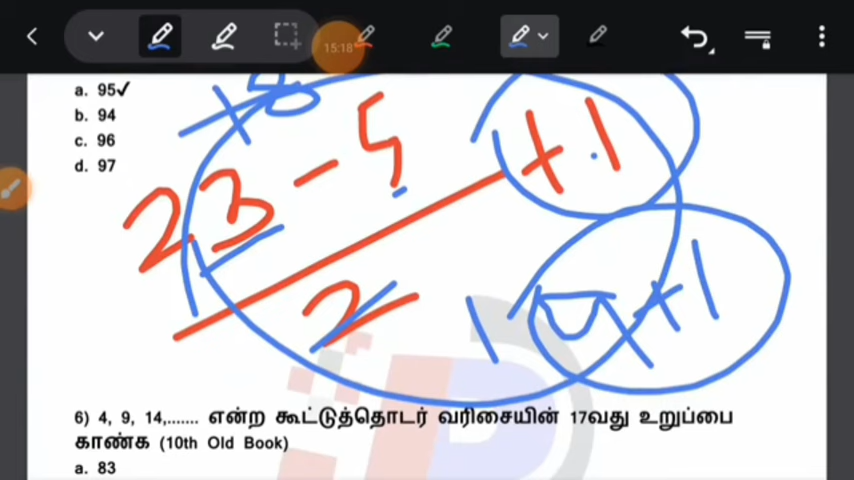 15:18
a. 95✓
b. 94
c. 96
d. 97
23 - 5 + 1
2
+1
6) 4, 9, 14,....... என்ற கூட்டுத்தொடர் வரிசையின் 17வது உறுப்பை
காண்க (10th Old Book)
a. 83